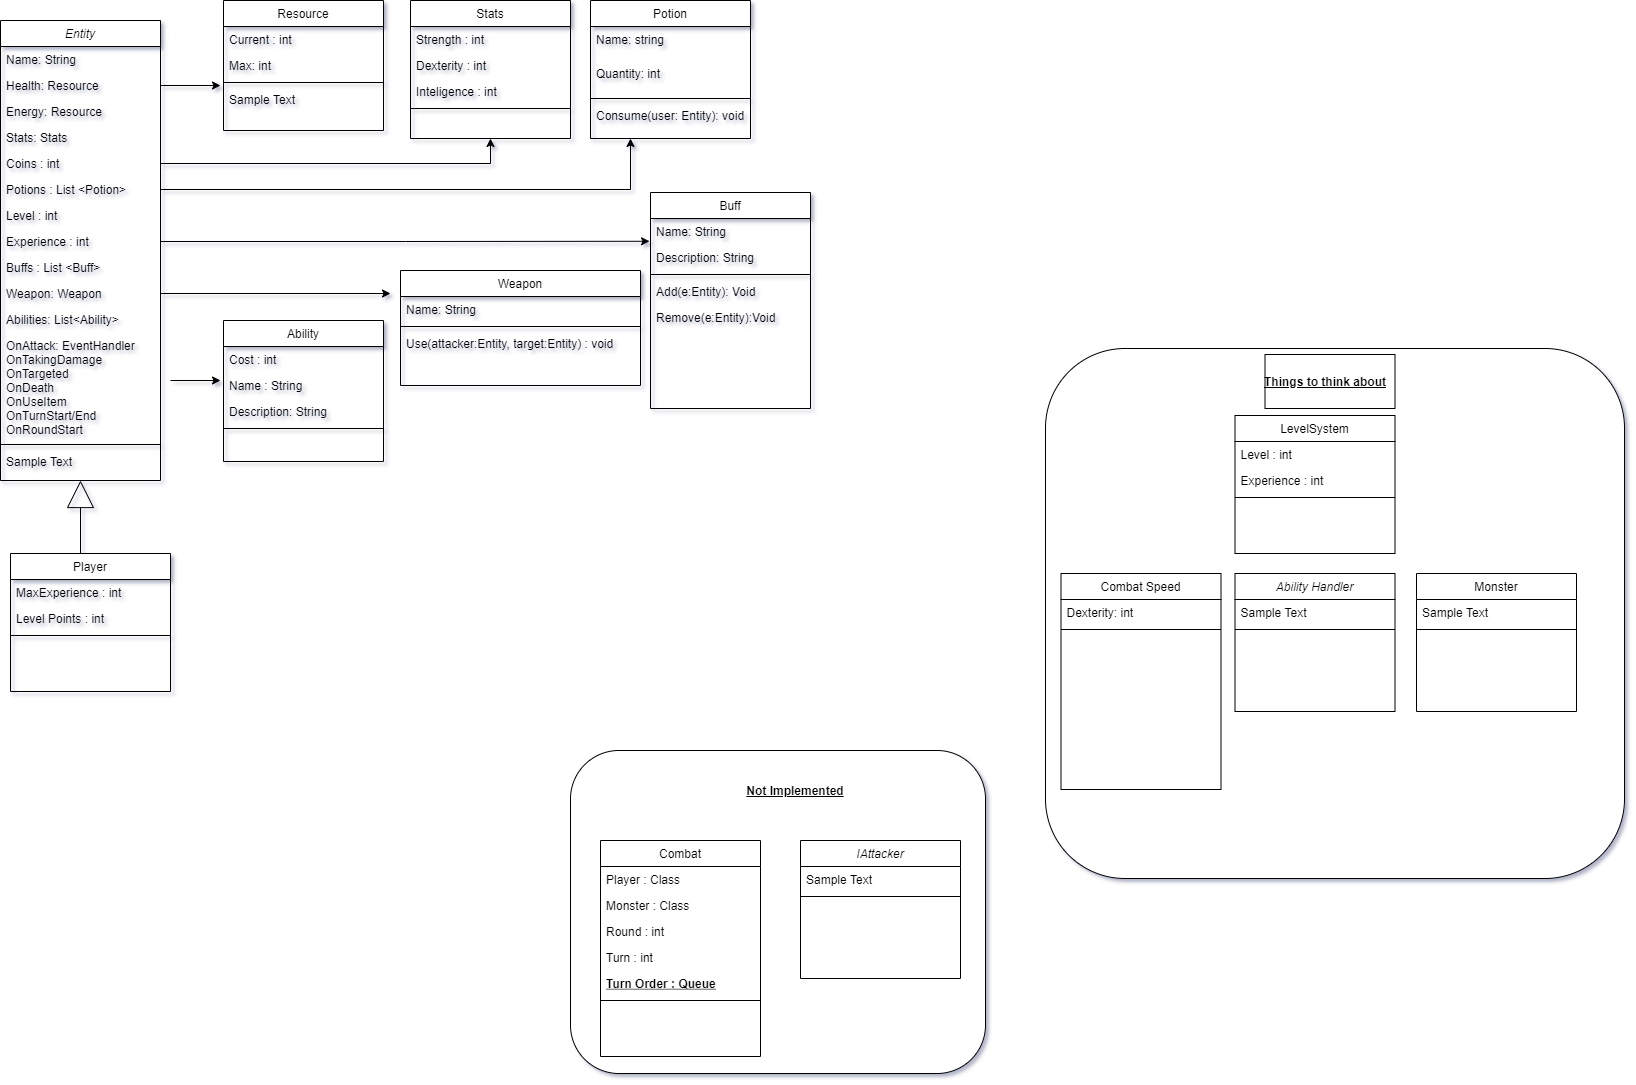 Entity
Name: String
Health: Resource
Energy: Resource
Stats: Stats
Coins : int
Potions : List <Potion>
Level : int
Experience : int
Buffs : List <Buff>
Weapon: Weapon
Abilities: List<Ability>
OnAttack: EventHandler
OnTakingDamage
OnTargeted
OnDeath
OnUseItem
OnTurnStart/End
OnRoundStart
Sample Text
Resource
Current : int
Max: int
Sample Text
Stats
Strength : int
Dexterity : int
Inteligence : int
Potion
Name: string
Quantity: int
Consume(user: Entity): void
Buff
Name: String
Description: String
Add(e:Entity): Void
Remove(e:Entity):Void
Weapon
Name: String
Use(attacker:Entity, target:Entity) : void
Ability
Cost : int
Name : String
Description: String
Player
MaxExperience : int
Level Points : int
Things to think about
LevelSystem
Level : int
Experience : int
Combat Speed
Dexterity: int
Ability Handler
Sample Text
Monster
Sample Text
Not Implemented
Combat
Player : Class
Monster : Class
Round : int
Turn : int
Turn Order : Queue
IAttacker
Sample Text